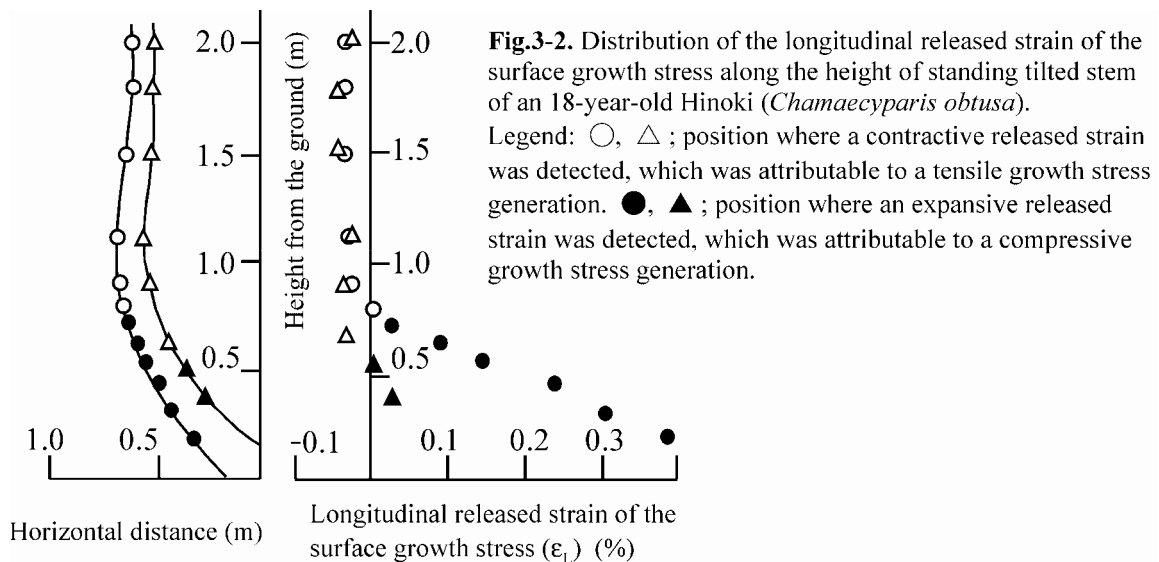 2.0
1.5
1.0
0.5
1.0
0.5
Horizontal distance (m)
Height from the ground (m)
2.0
1.5
1.0
0.5
-0.1
0.1
0.2
0.3
Longitudinal released strain of the
surface growth stress (ε_L) (%)
Fig.3-2. Distribution of the longitudinal released strain of the
surface growth stress along the height of standing tilted stem
of an 18-year-old Hinoki (Chamaecyparis obtusa).
Legend: ○, △ ; position where a contractive released strain
was detected, which was attributable to a tensile growth stress
generation. ●, ▲ ; position where an expansive released
strain was detected, which was attributable to a compressive
growth stress generation.